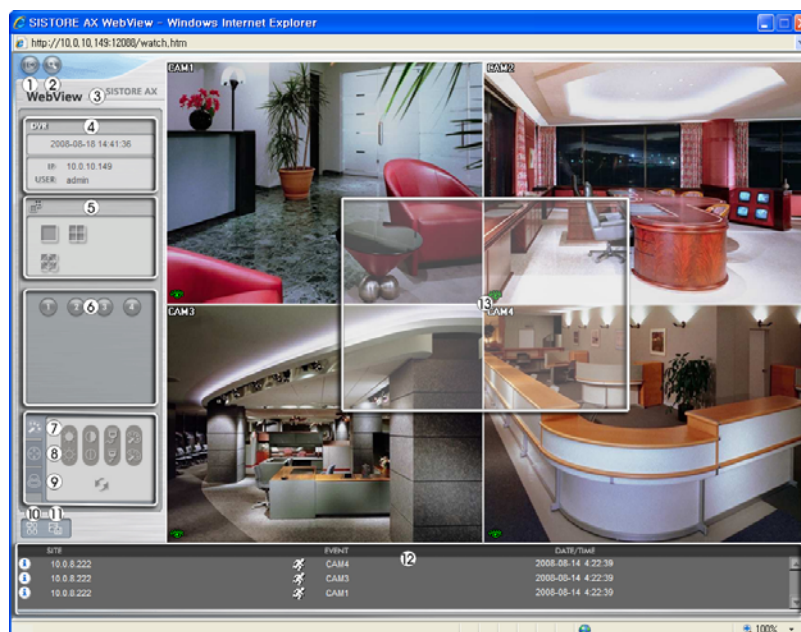 SISTORE AX WebView - Windows Internet Explorer
http://10.0.10.149:12088/watch.htm
① ②
WebView ③ SISTORE AX
DVR ④
2008-08-18 14:41:36
IP: 10.0.10.149
USER: admin
⑤
1 2 ⑥ 3 4
⑦
⑧
⑨
⑩ ⑪
CAM1
CAM2
⑬
CAM3
CAM4
SITE EVENT ⑫ DATE/TIME
10.0.8.222 CAM4 2008-08-14 4:22:39
10.0.8.222 CAM3 2008-08-14 4:22:39
10.0.8.222 CAM1 2008-08-14 4:22:39
100%